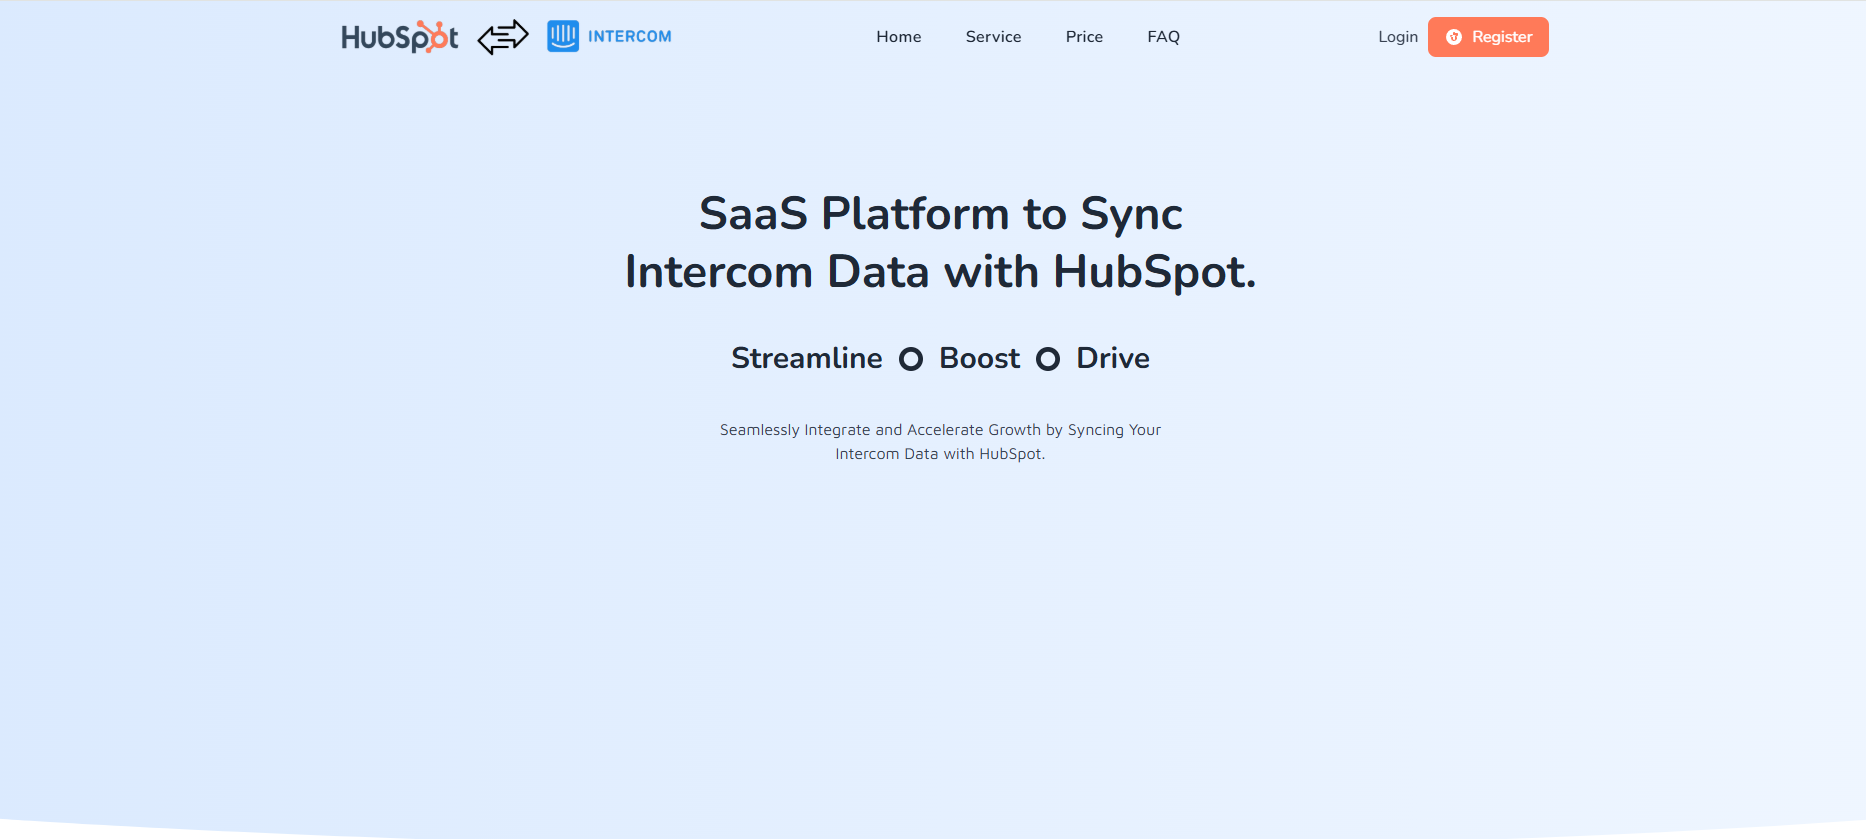 HubSpot INTERCOM Home Service Price FAQ Login Register
SaaS Platform to Sync
Intercom Data with HubSpot.
Streamline Boost Drive
Seamlessly Integrate and Accelerate Growth by Syncing Your
Intercom Data with HubSpot.